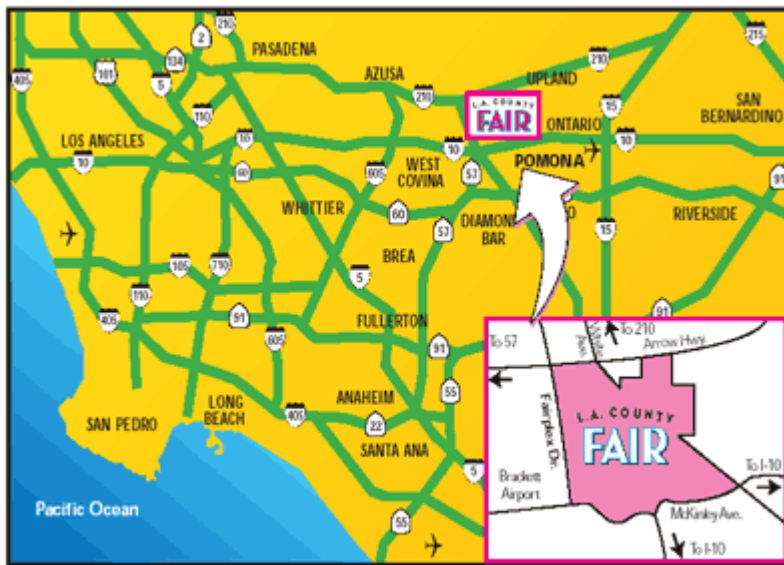 210
2
215
PASADENA
134
101
405
5
AZUSA
210
UPLAND
210
15
SAN
BERNARDINO
110
L.A. COUNTY
FAIR
ONTARIO
LOS ANGELES
10
10
10
10
WEST
COVINA
57
POMONA
60
605
91
WHITTIER
60
57
DIAMOND
BAR
RIVERSIDE
15
BREA
105
710
5
110
405
91
FULLERTON
91
91
605
To 57
White
Ave.
To 210
Arrow Hwy.
55
ANAHEIM
LONG
BEACH
405
22
SAN PEDRO
SANTA ANA
5
Fairplex Dr.
L.A. COUNTY
FAIR
Brackett
Airport
To I-10
McKinley Ave.
To I-10
Pacific Ocean
55